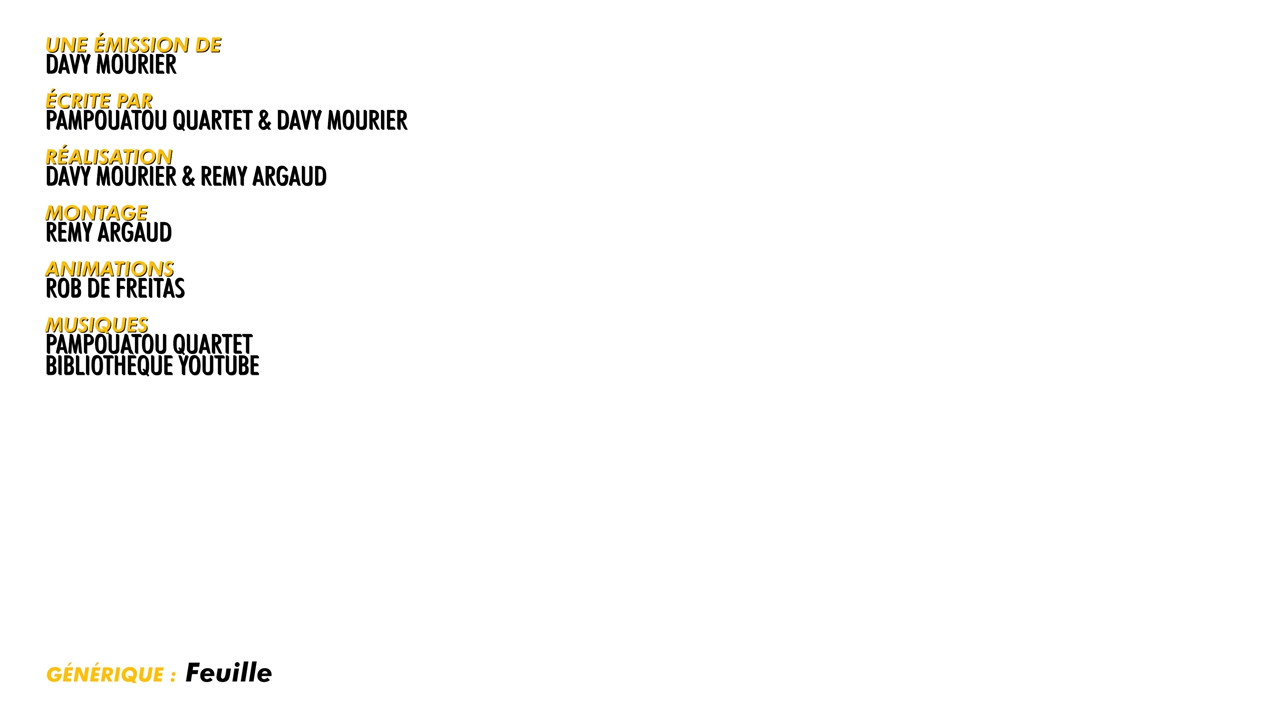 UNE ÉMISSION DE
DAVY MOURIER
ÉCRITE PAR
PAMPOUATOU QUARTET & DAVY MOURIER
RÉALISATION
DAVY MOURIER & REMY ARGAUD
MONTAGE
REMY ARGAUD
ANIMATIONS
ROB DE FREITAS
MUSIQUES
PAMPOUATOU QUARTET
BIBLIOTHÈQUE YOUTUBE
GÉNÉRIQUE : Feuille